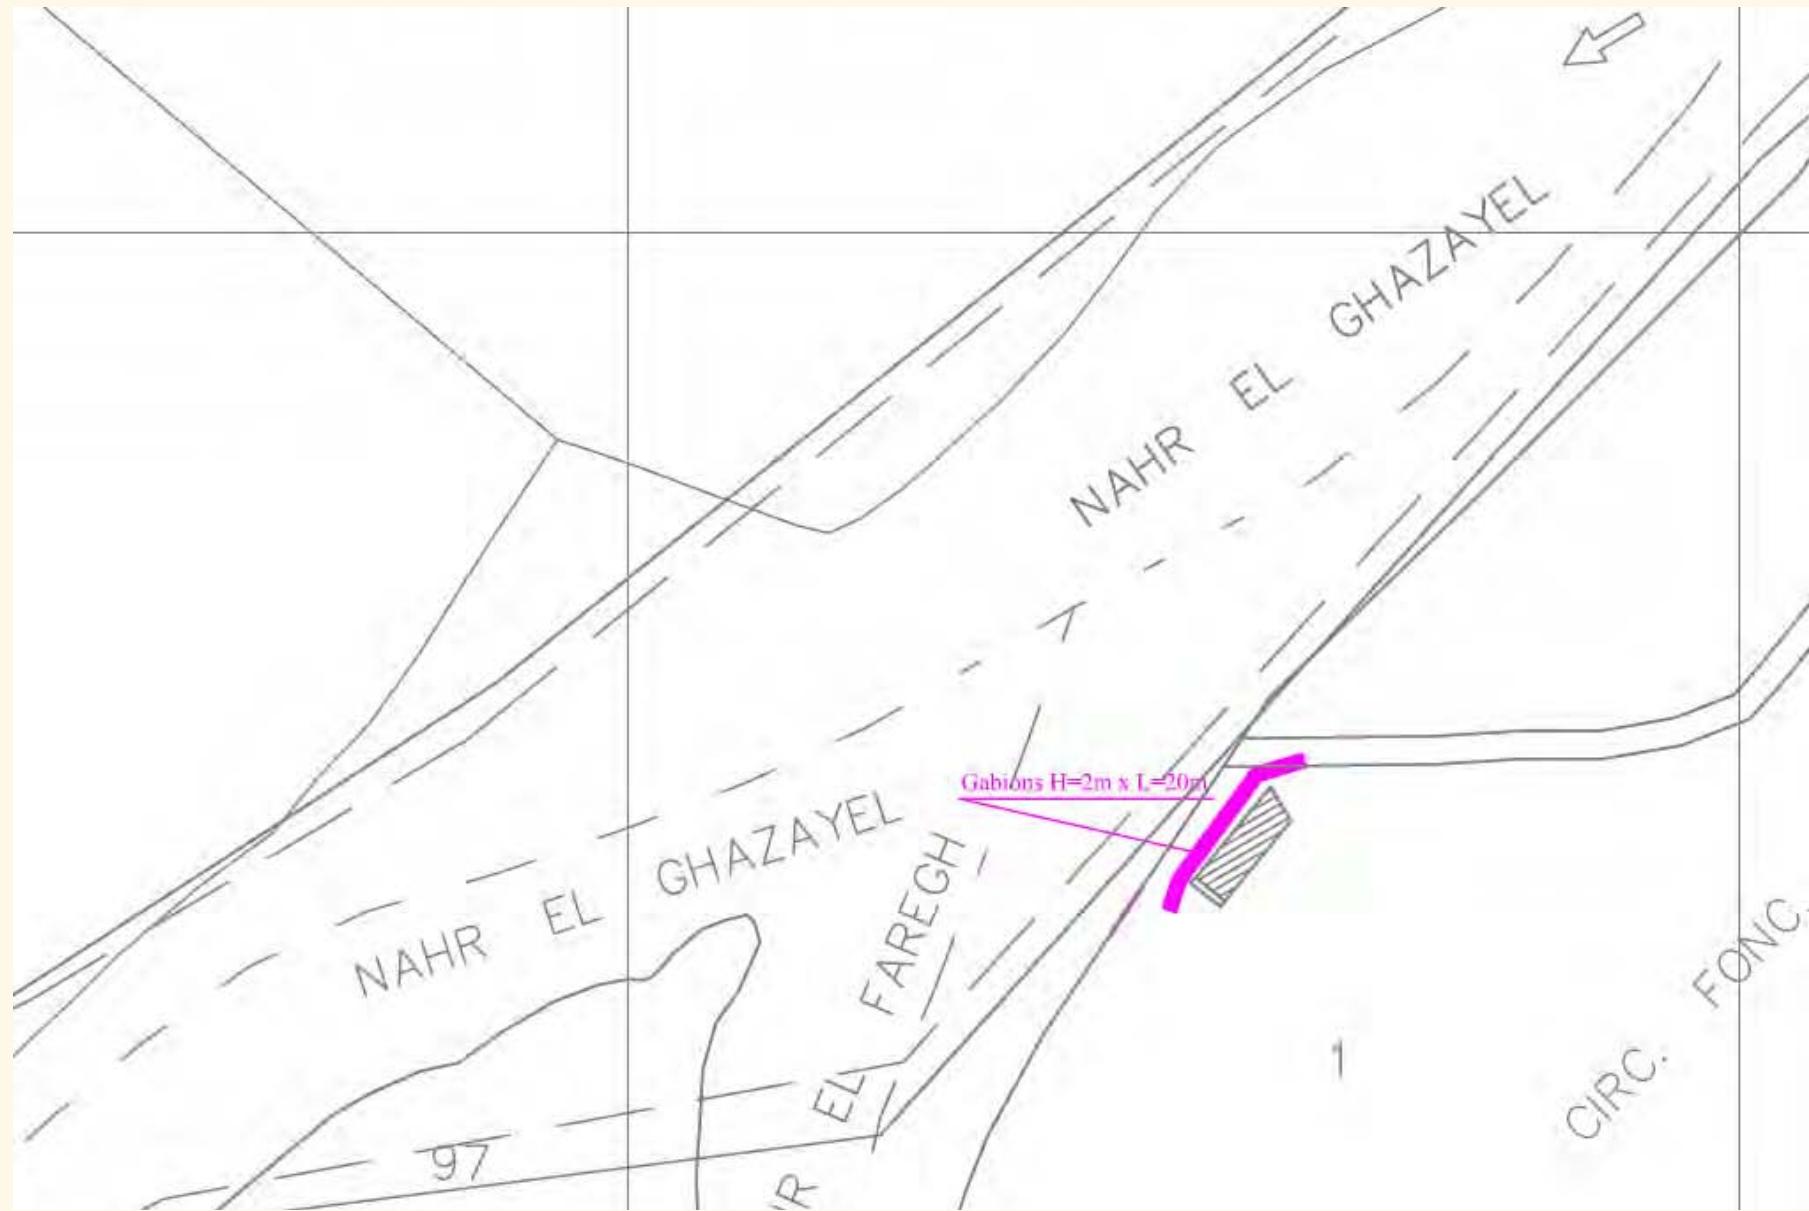 NAHR EL GHAZAYEL
Gabions H=2m x L=20m
NAHR EL GHAZAYEL
EL FAREGH
1
CIRC. FONC.
97